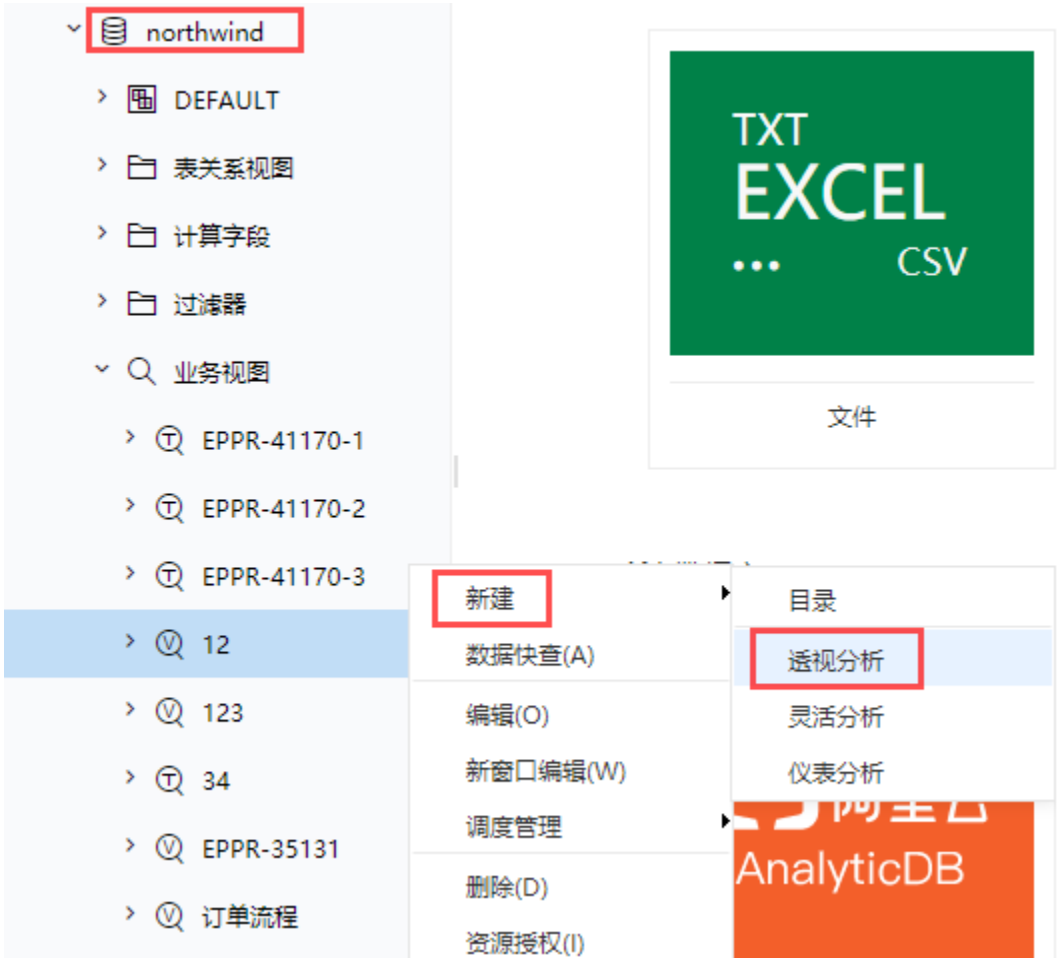 northwind
DEFAULT
表关系视图
计算字段
过滤器
业务视图
EPPR-41170-1
EPPR-41170-2
EPPR-41170-3
12
123
34
EPPR-35131
订单流程
TXT
EXCEL
... CSV
文件
新建
数据快查(A)
编辑(O)
新窗口编辑(W)
调度管理
删除(D)
资源授权(I)
目录
透视分析
灵活分析
仪表分析
阿里云
AnalyticDB